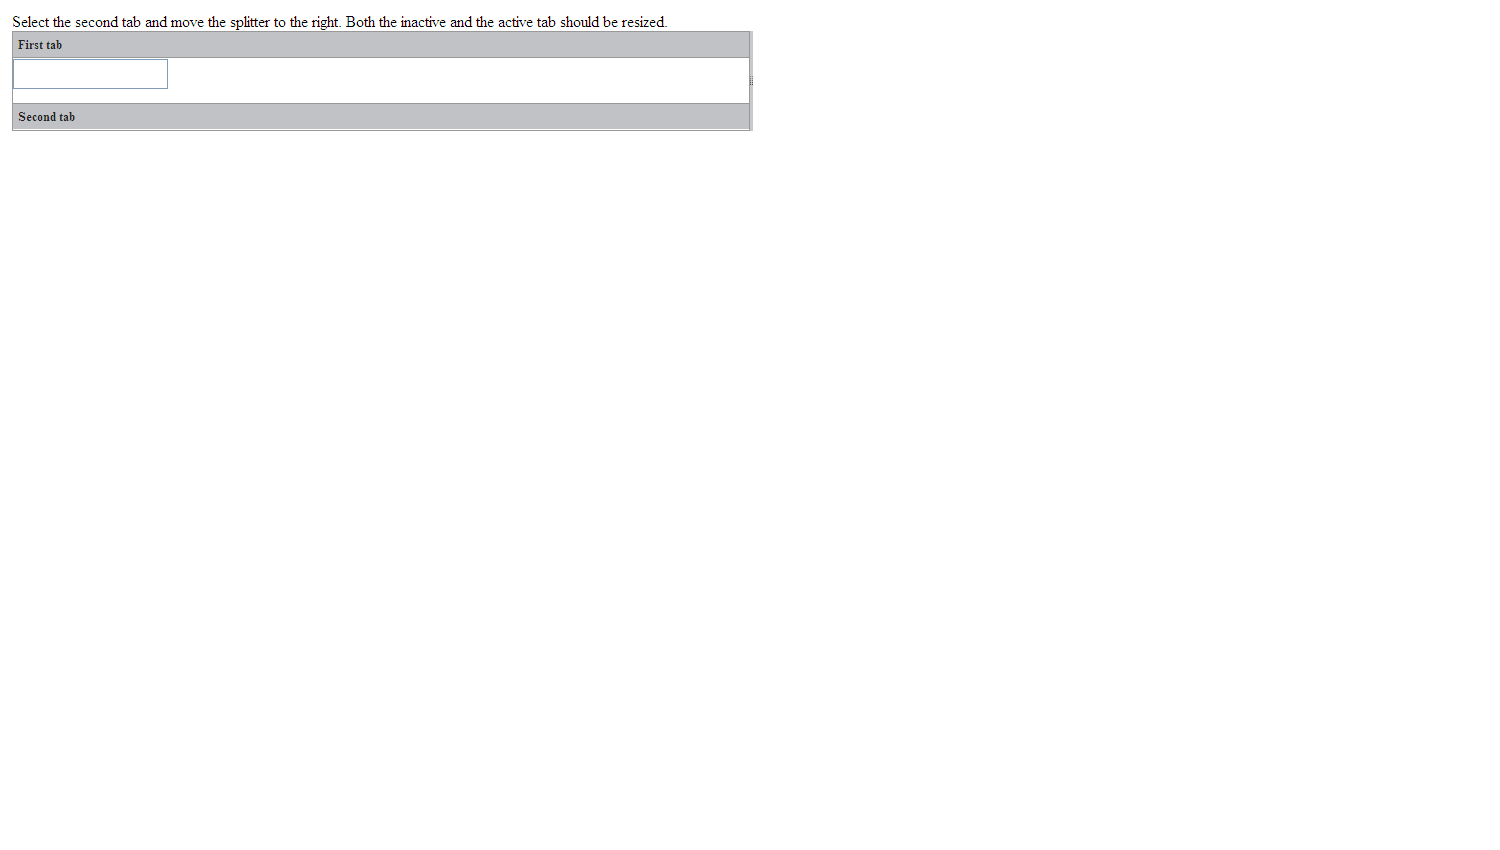 Select the second tab and move the splitter to the right. Both the inactive and the active tab should be resized.
First tab
Second tab